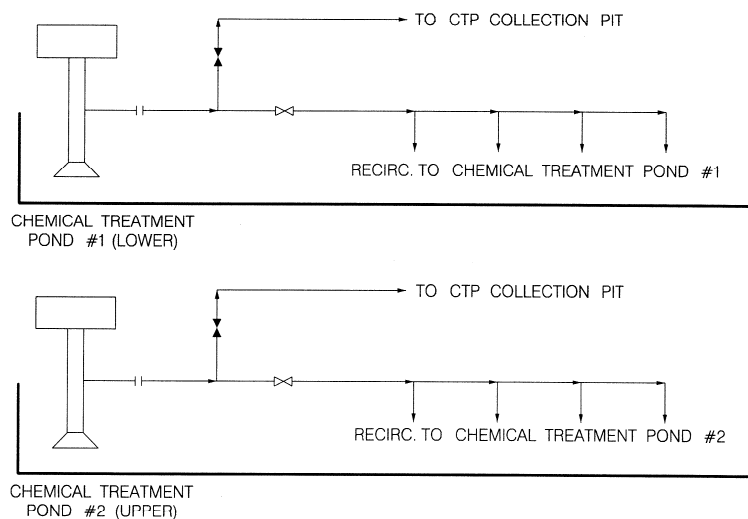 TO CTP COLLECTION PIT
RECIRC. TO CHEMICAL TREATMENT POND #1
CHEMICAL TREATMENT
POND #1 (LOWER)
TO CTP COLLECTION PIT
RECIRC. TO CHEMICAL TREATMENT POND #2
CHEMICAL TREATMENT
POND #2 (UPPER)